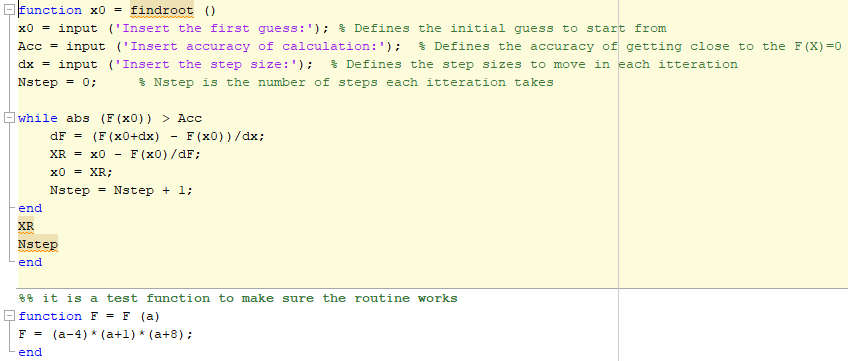 function x0 = findroot ()
x0 = input ('Insert the first guess:'); % Defines the initial guess to start from
Acc = input ('Insert accuracy of calculation:');  % Defines the accuracy of getting close to the F(X)=0
dx = input ('Insert the step size:');  % Defines the step sizes to move in each itteration
Nstep = 0;     % Nstep is the number of steps each itteration takes
while abs (F(x0)) > Acc
    dF = (F(x0+dx) - F(x0))/dx;
    XR = x0 - F(x0)/dF;
    x0 = XR;
    Nstep = Nstep + 1;
end
XR
Nstep
end
%% it is a test function to make sure the routine works
function F = F (a)
F = (a-4)*(a+1)*(a+8);
end